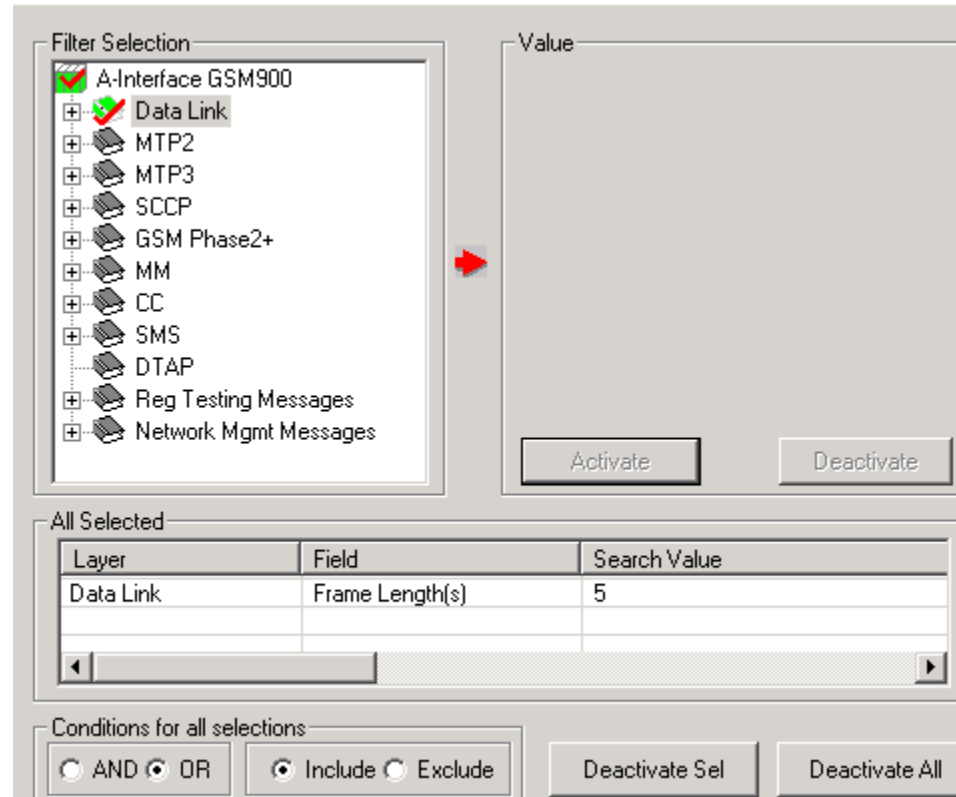 Filter Selection
A-Interface GSM900
Data Link
MTP2
MTP3
SCCP
GSM Phase2+
MM
CC
SMS
DTAP
Reg Testing Messages
Network Mgmt Messages
Value
Activate Deactivate
All Selected
Layer Field Search Value
Data Link Frame Length(s) 5
Conditions for all selections
AND OR Include Exclude Deactivate Sel Deactivate All